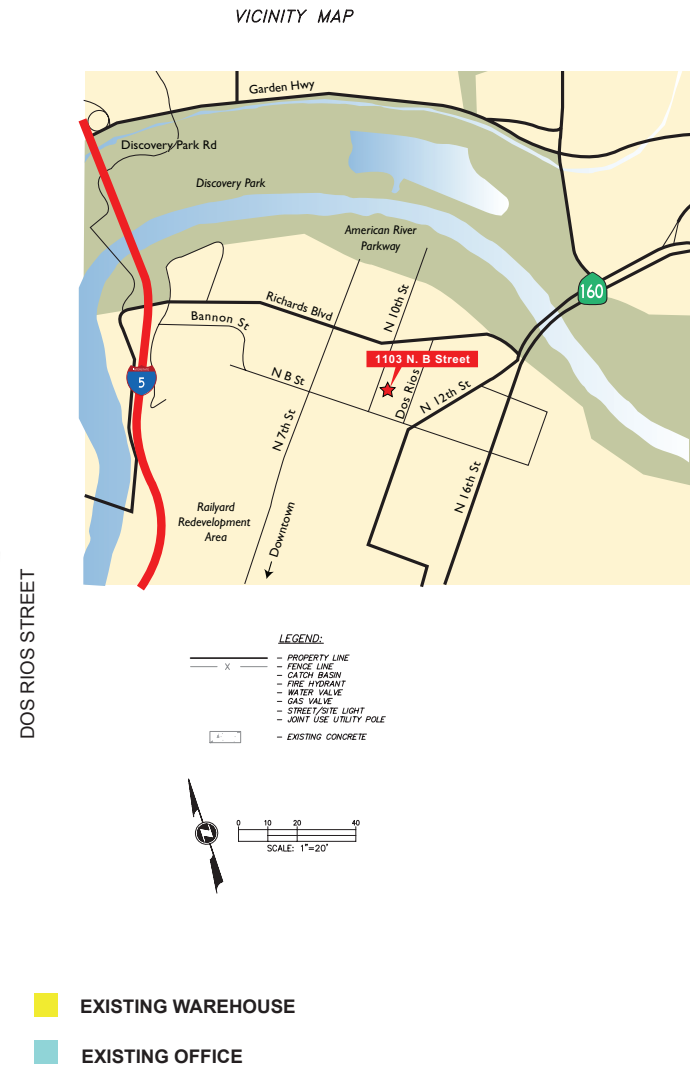 VICINITY MAP
Garden Hwy
Discovery Park Rd
Discovery Park
American River
Parkway
160
N 10th St
Richards Blvd
Bannon St
1103 N. B Street
5
N B St
Dos Rios
N 12th St
N 7th St
N 16th St
Railyard
Redevelopment
Area
Downtown
DOS RIOS STREET
LEGEND:
– PROPERTY LINE
X
– FENCE LINE
– CATCH BASIN
– FIRE HYDRANT
– WATER VALVE
– GAS VALVE
– STREET/SITE LIGHT
– JOINT USE UTILITY POLE
– EXISTING CONCRETE
0 10 20 40
SCALE: 1"=20'
EXISTING WAREHOUSE
EXISTING OFFICE